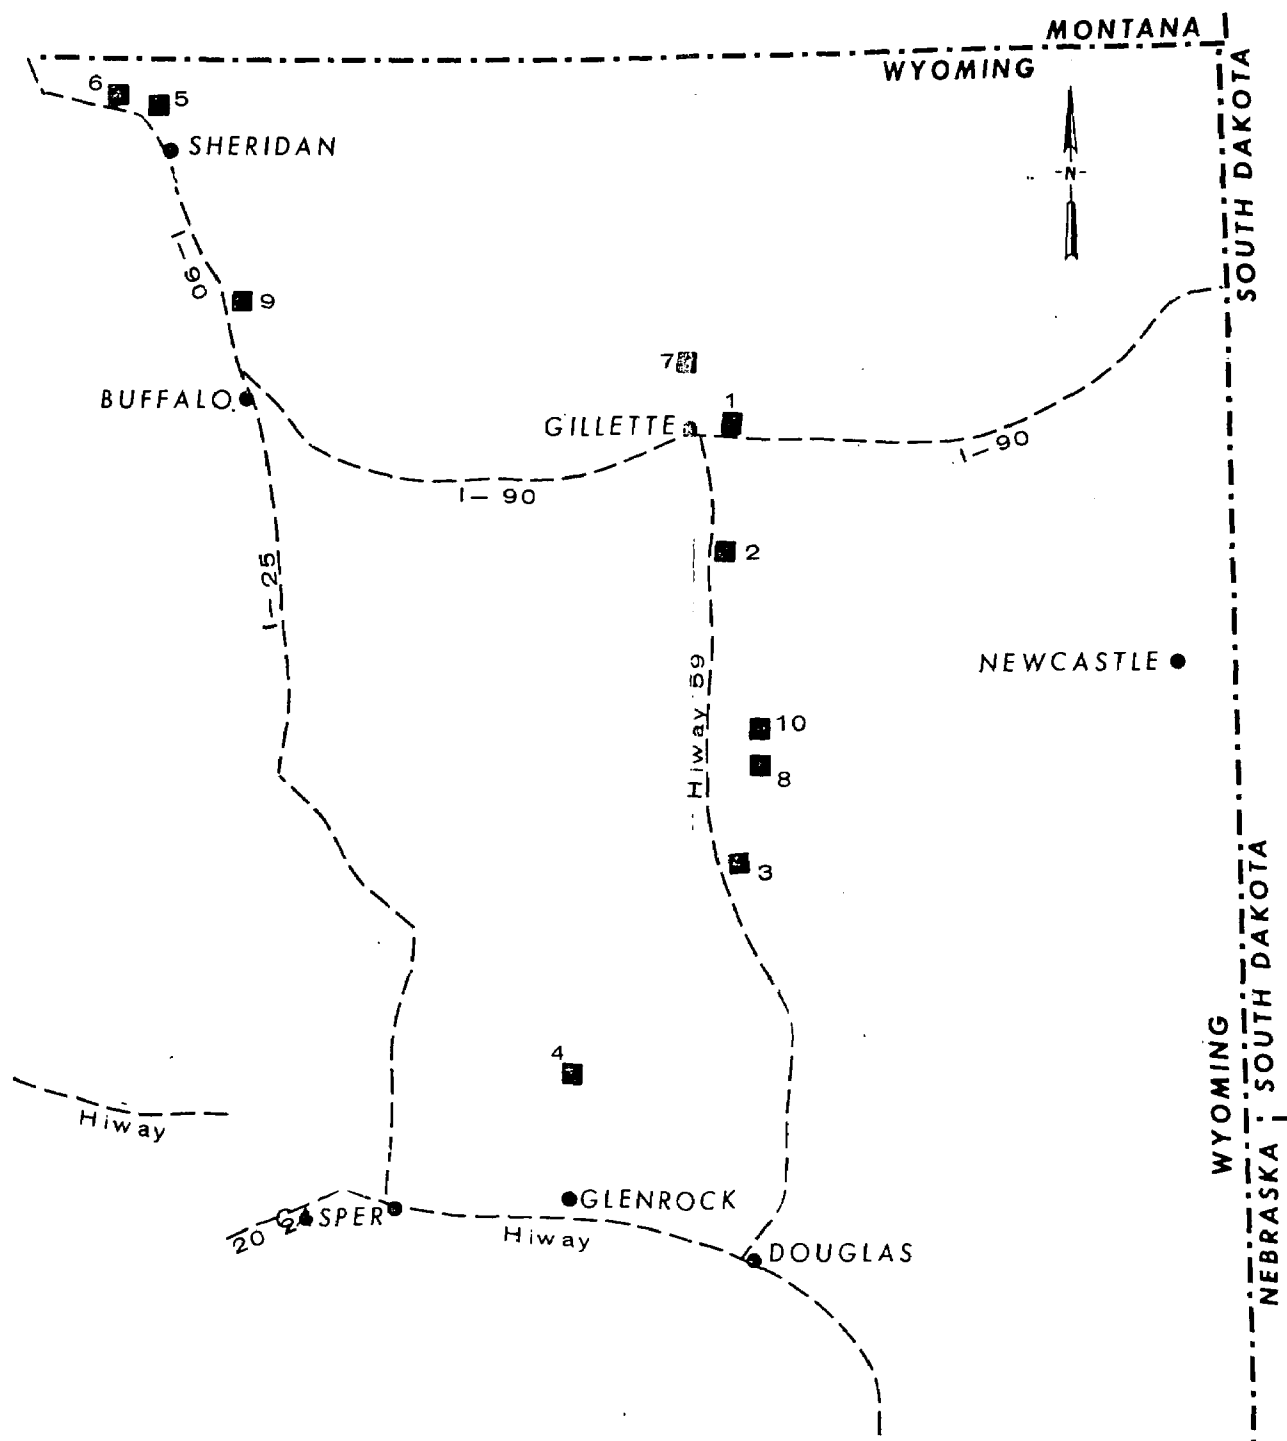 MONTANA
WYOMING
SOUTH DAKOTA
6
5
SHERIDAN
-N-
I-90
9
7
BUFFALO
1
GILLETTE
I-90
I-90
2
I-25
NEWCASTLE
Hiway 59
10
8
3
SOUTH DAKOTA
WYOMING
4
Hiway
NEBRASKA
GLENROCK
CASPER
20
Hiway
DOUGLAS